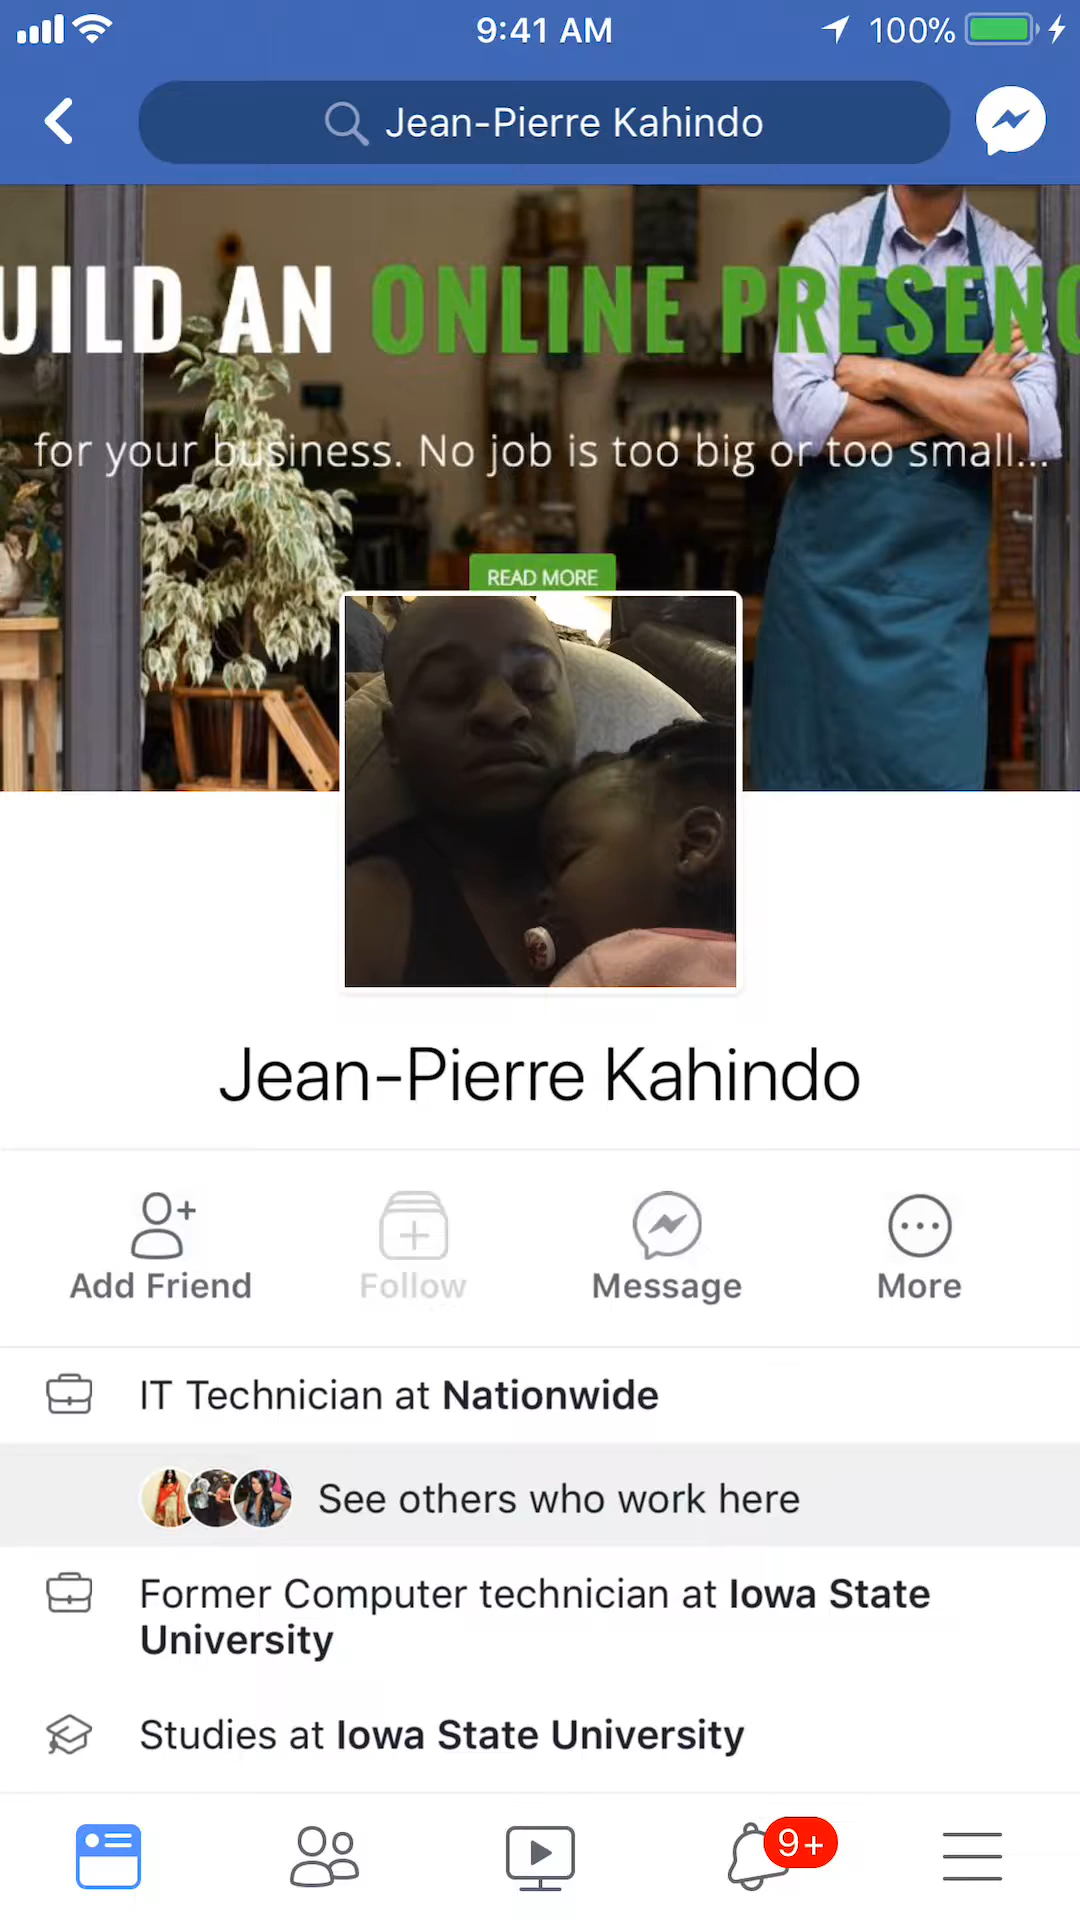 9:41 AM
100%
Jean-Pierre Kahindo
UILD AN ONLINE PRESENC
for your business. No job is too big or too small...
READ MORE
Jean-Pierre Kahindo
Add Friend
Follow
Message
More
IT Technician at Nationwide
See others who work here
Former Computer technician at Iowa State
University
Studies at Iowa State University
9+